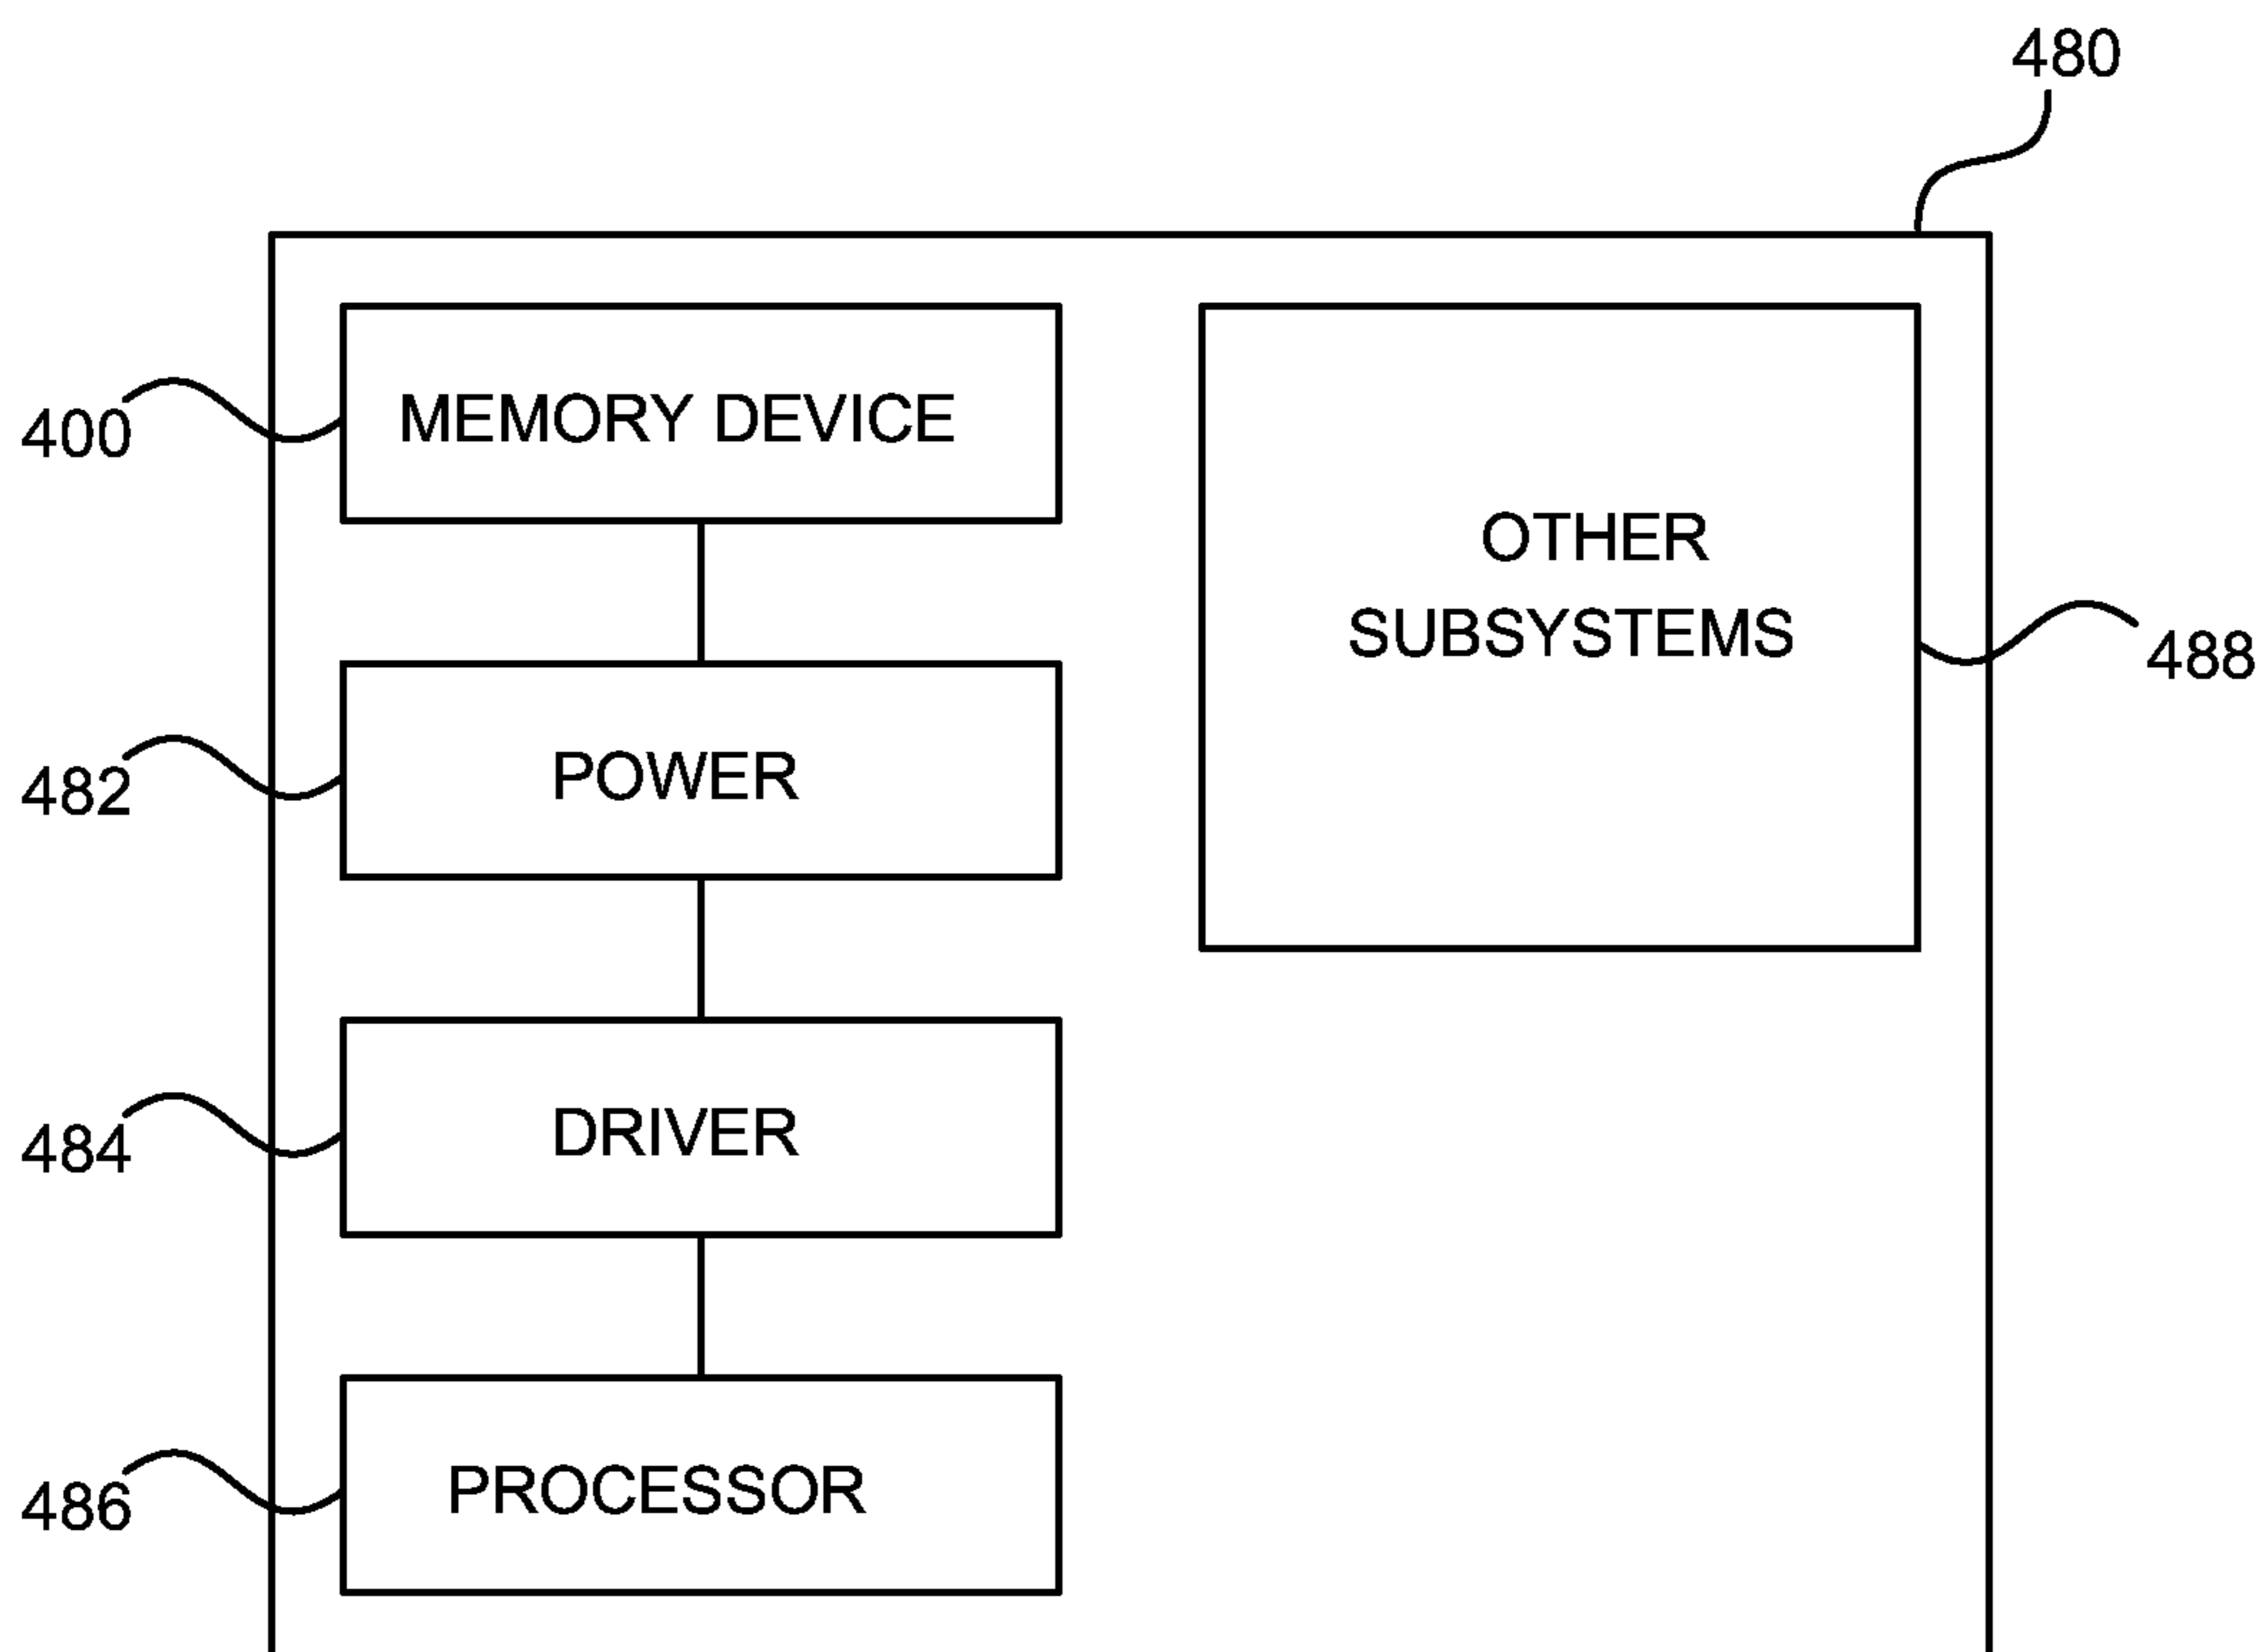 480
400
MEMORY DEVICE
OTHER
SUBSYSTEMS
488
482
POWER
484
DRIVER
486
PROCESSOR